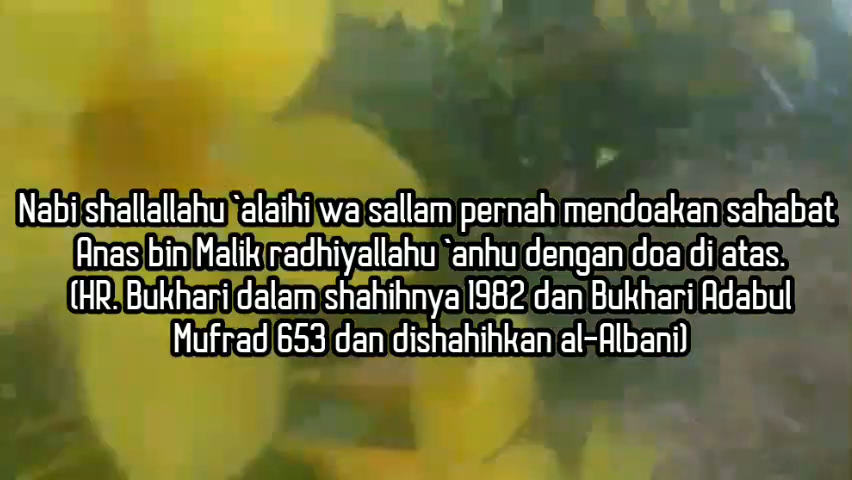 Nabi shallallahu `alaihi wa sallam pernah mendoakan sahabat
Anas bin Malik radhiyallahu `anhu dengan doa di atas.
(HR. Bukhari dalam shahihnya 1982 dan Bukhari Adabul
Mufrad 653 dan dishahihkan al-Albani)